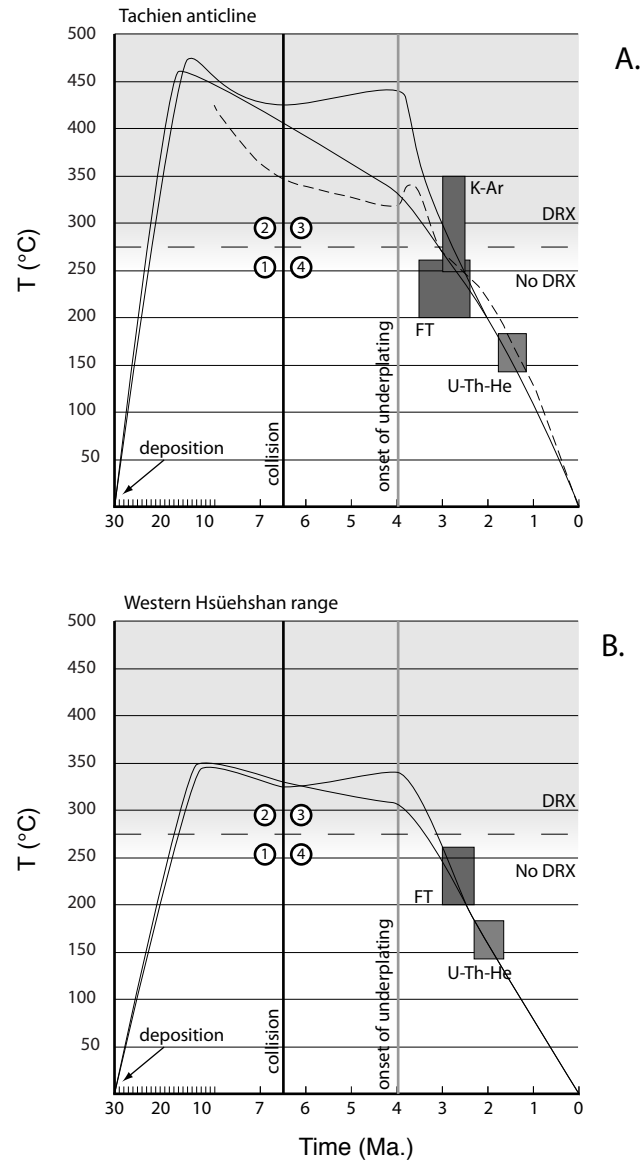 Tachien anticline
A.
T (°C)
500
450
400
350
300
250
200
150
100
50
K-Ar
DRX
No DRX
FT
U-Th-He
2
3
1
4
deposition
collision
onset of underplating
30 20 10 7 6 5 4 3 2 1 0
Western Hsüehshan range
B.
T (°C)
500
450
400
350
300
250
200
150
100
50
DRX
No DRX
FT
U-Th-He
2
3
1
4
deposition
collision
onset of underplating
30 20 10 7 6 5 4 3 2 1 0
Time (Ma.)